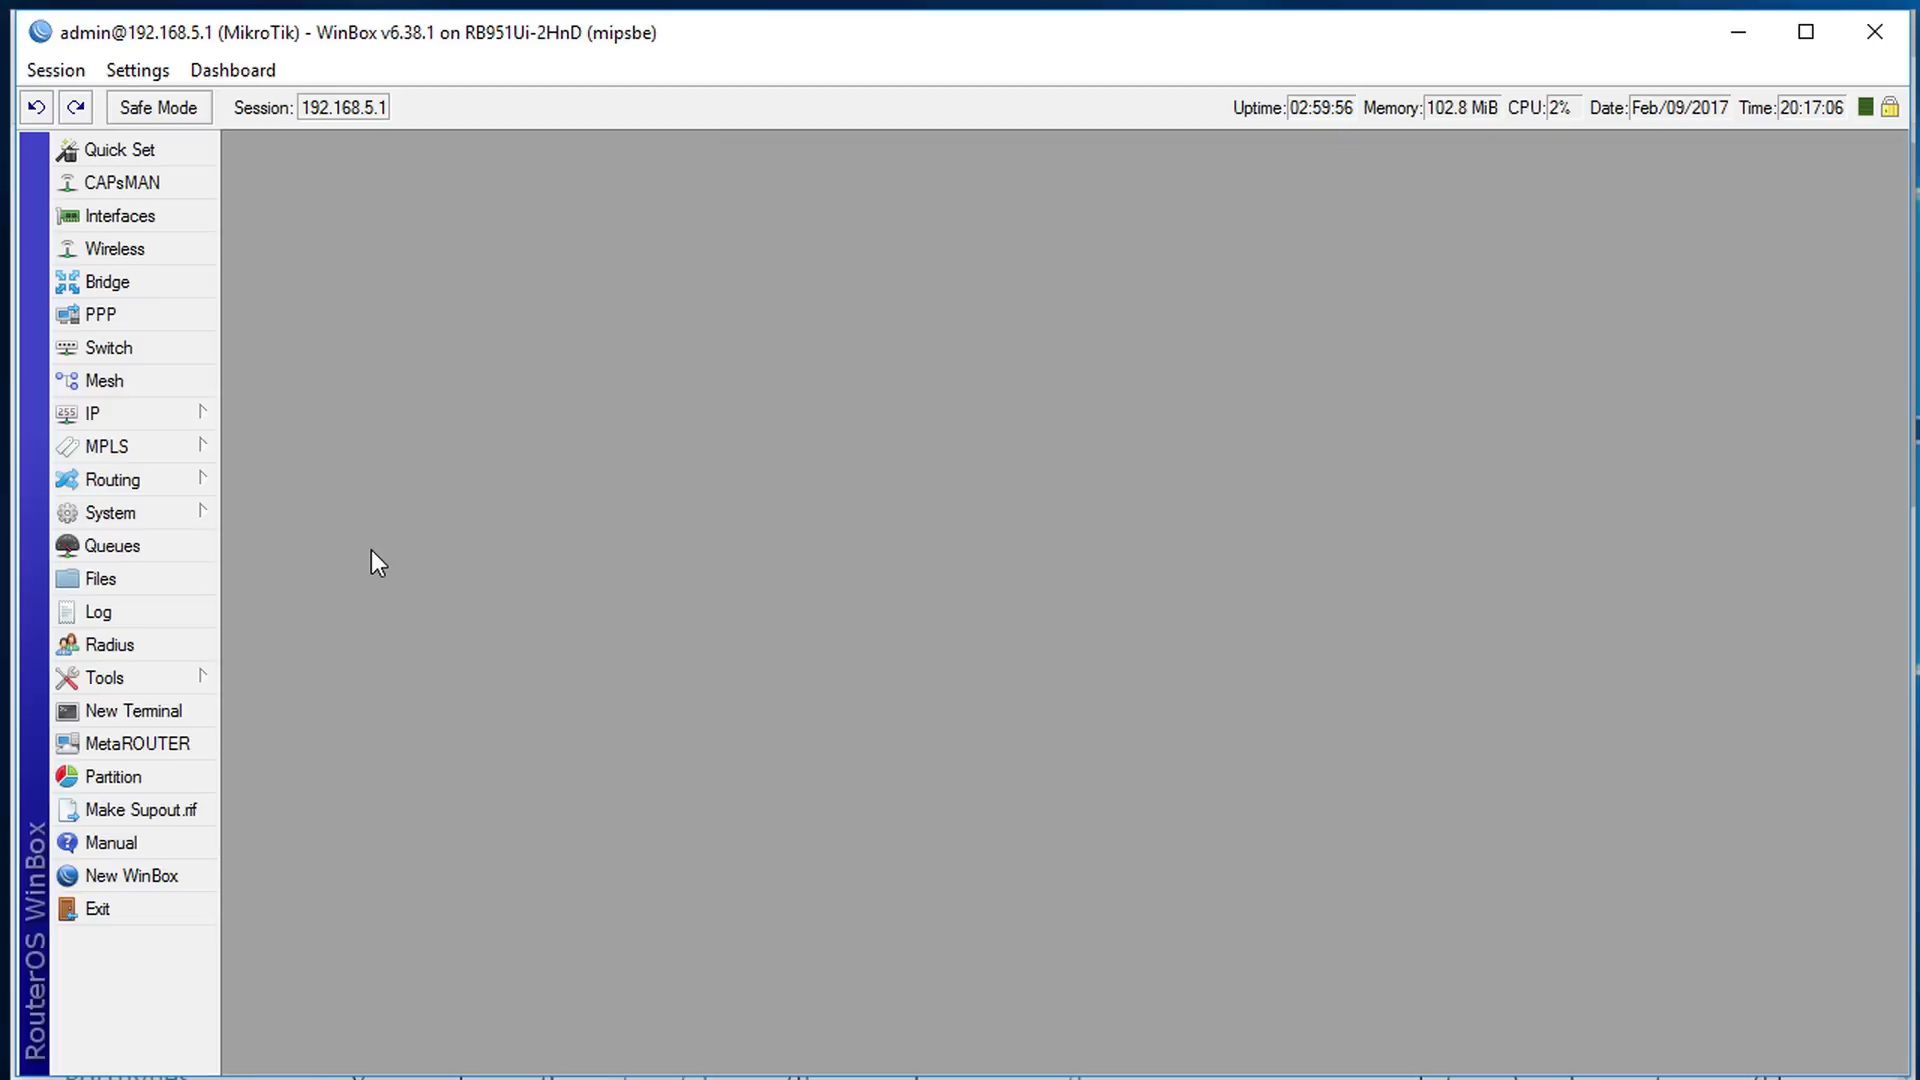 admin@192.168.5.1 (MikroTik) - WinBox v6.38.1 on RB951Ui-2HnD (mipsbe)
Session Settings Dashboard
Safe Mode Session: 192.168.5.1 Uptime: 02:59:56 Memory: 102.8 MiB CPU: 2% Date: Feb/09/2017 Time: 20:17:06
Quick Set
CAPsMAN
Interfaces
Wireless
Bridge
PPP
Switch
Mesh
IP
MPLS
Routing
System
Queues
Files
Log
Radius
Tools
New Terminal
MetaROUTER
Partition
Make Supout.rif
Manual
New WinBox
Exit
RouterOS WinBox